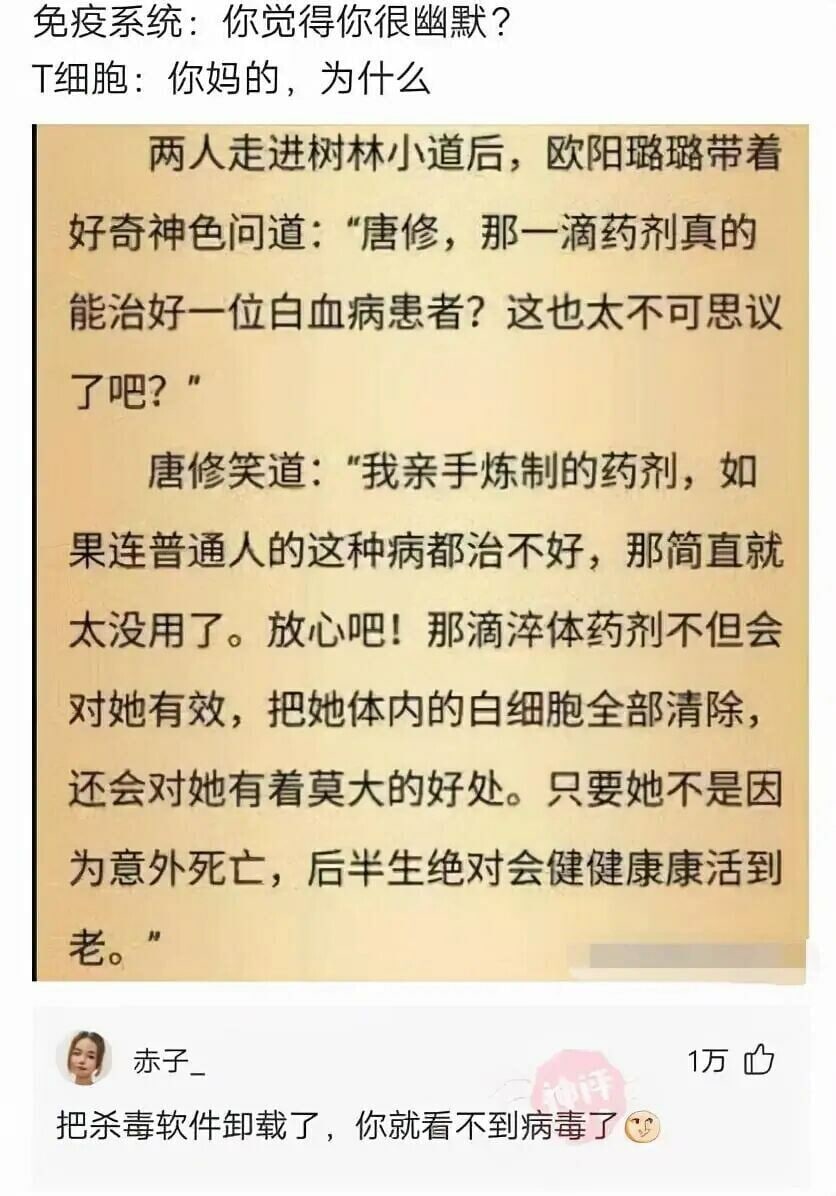 免疫系统：你觉得你很幽默？
T细胞：你妈的，为什么
两人走进树林小道后，欧阳璐璐带着
好奇神色问道：“唐修，那一滴药剂真的
能治好一位白血病患者？这也太不可思议
了吧？”
唐修笑道：“我亲手炼制的药剂，如
果连普通人的这种病都治不好，那简直就
太没用了。放心吧！那滴淬体药剂不但会
对她有效，把她体内的白细胞全部清除，
还会对她有着莫大的好处。只要她不是因
为意外死亡，后半生绝对会健健康康活到
老。”
赤子_
1万
神评
把杀毒软件卸载了，你就看不到病毒了